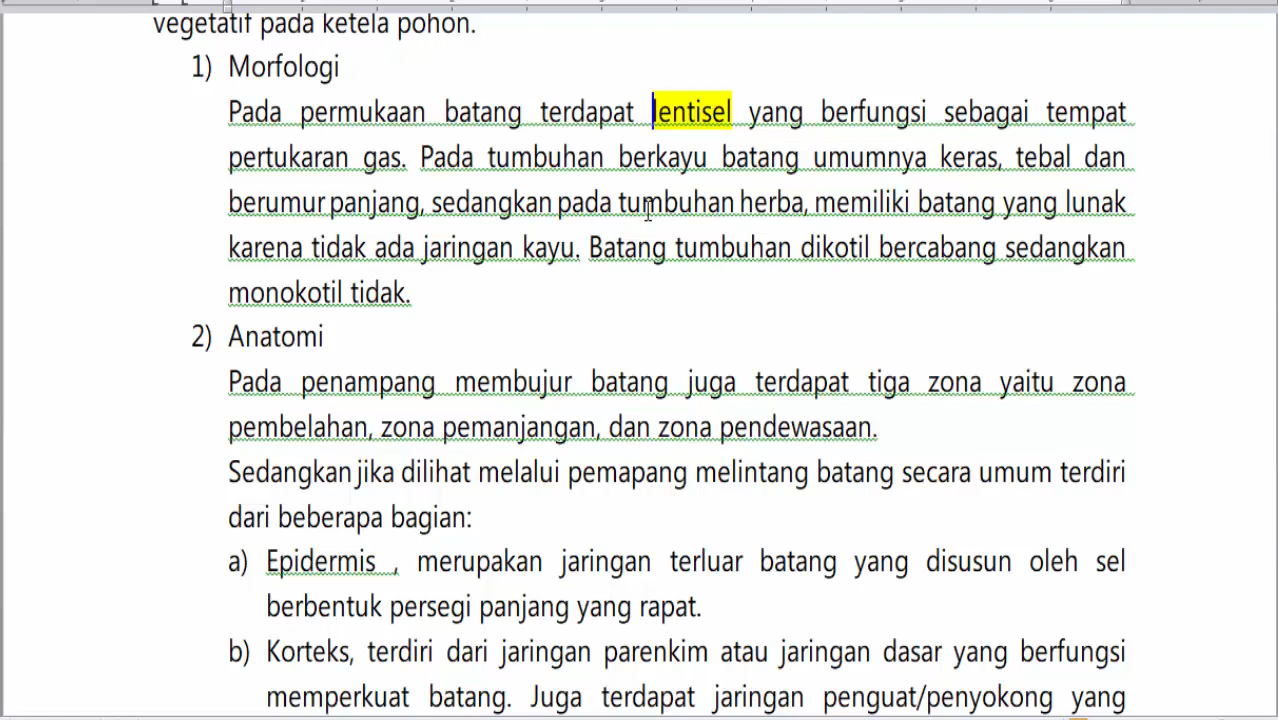 vegetatif pada ketela pohon.
1) Morfologi
Pada permukaan batang terdapat lentisel yang berfungsi sebagai tempat
pertukaran gas. Pada tumbuhan berkayu batang umumnya keras, tebal dan
berumur panjang, sedangkan pada tumbuhan herba, memiliki batang yang lunak
karena tidak ada jaringan kayu. Batang tumbuhan dikotil bercabang sedangkan
monokotil tidak.
2) Anatomi
Pada penampang membujur batang juga terdapat tiga zona yaitu zona
pembelahan, zona pemanjangan, dan zona pendewasaan.
Sedangkan jika dilihat melalui pemapang melintang batang secara umum terdiri
dari beberapa bagian:
a) Epidermis , merupakan jaringan terluar batang yang disusun oleh sel
berbentuk persegi panjang yang rapat.
b) Korteks, terdiri dari jaringan parenkim atau jaringan dasar yang berfungsi
memperkuat batang. Juga terdapat jaringan penguat/penyokong yang